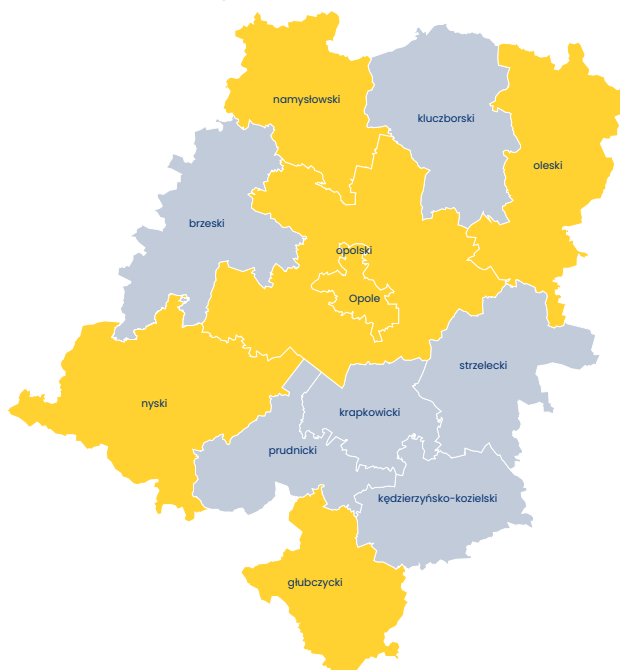 namysłowski
kluczborski
oleski
brzeski
opolski
Opole
strzelecki
nyski
krapkowicki
prudnicki
kędzierzyńsko-kozielski
głubczycki